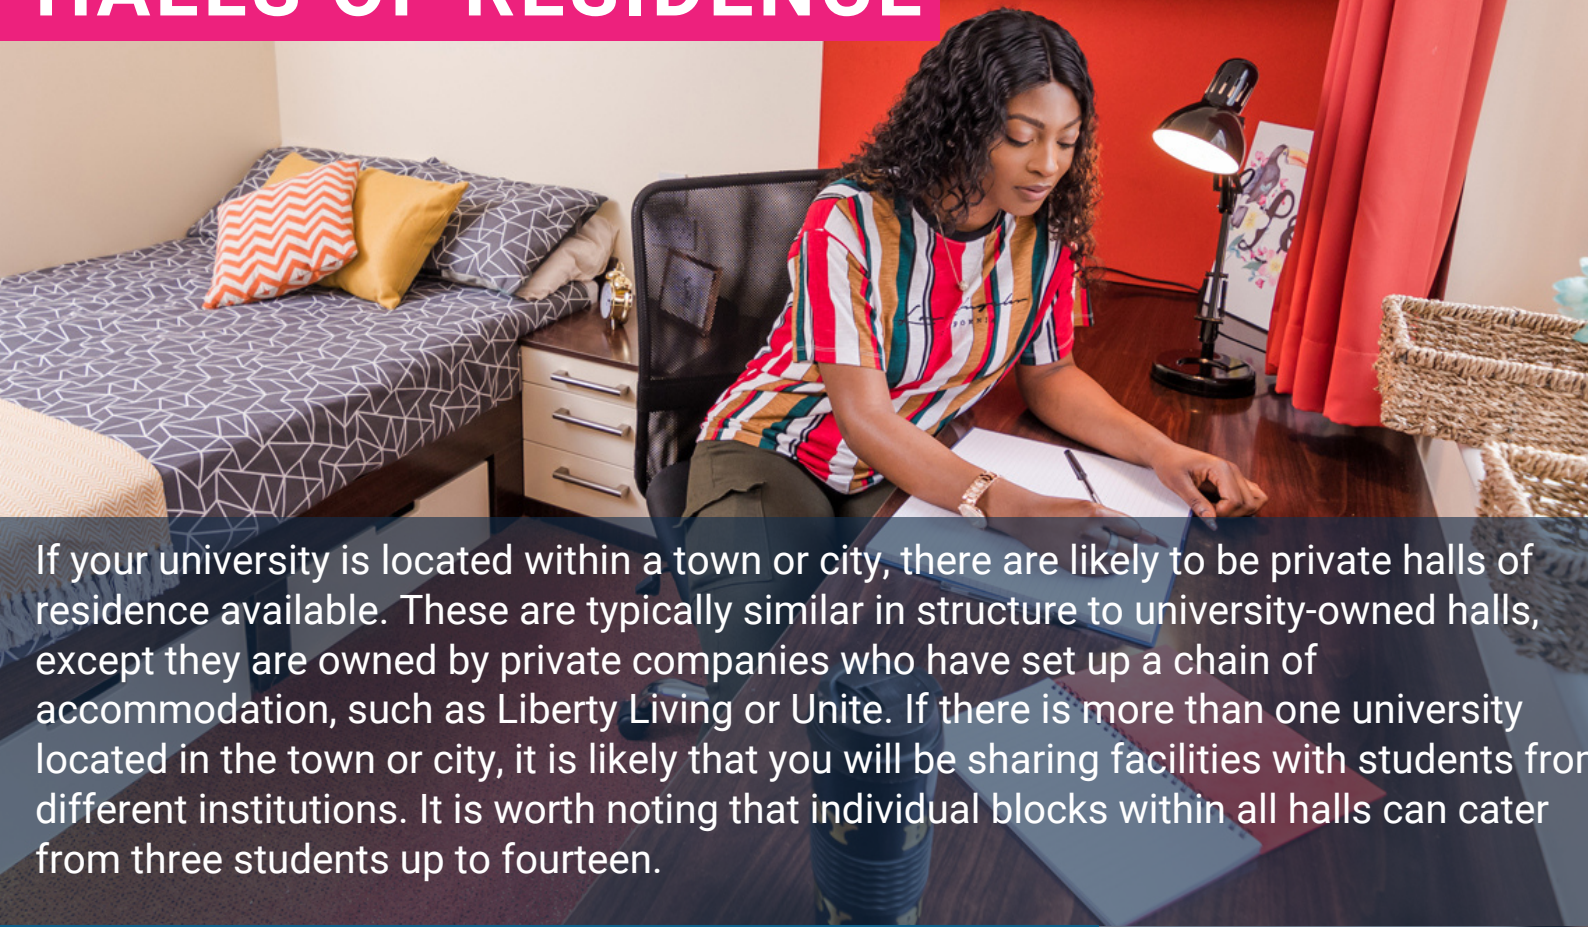 HALLS OF RESIDENCE
If your university is located within a town or city, there are likely to be private halls of
residence available. These are typically similar in structure to university-owned halls,
except they are owned by private companies who have set up a chain of
accommodation, such as Liberty Living or Unite. If there is more than one university
located in the town or city, it is likely that you will be sharing facilities with students from
different institutions. It is worth noting that individual blocks within all halls can cater
from three students up to fourteen.